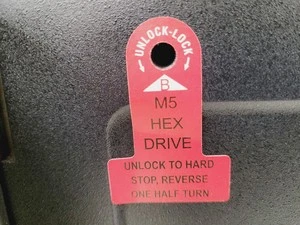 UNLOCK-LOCK
B
M5
HEX
DRIVE
UNLOCK TO HARD
STOP, REVERSE
ONE HALF TURN